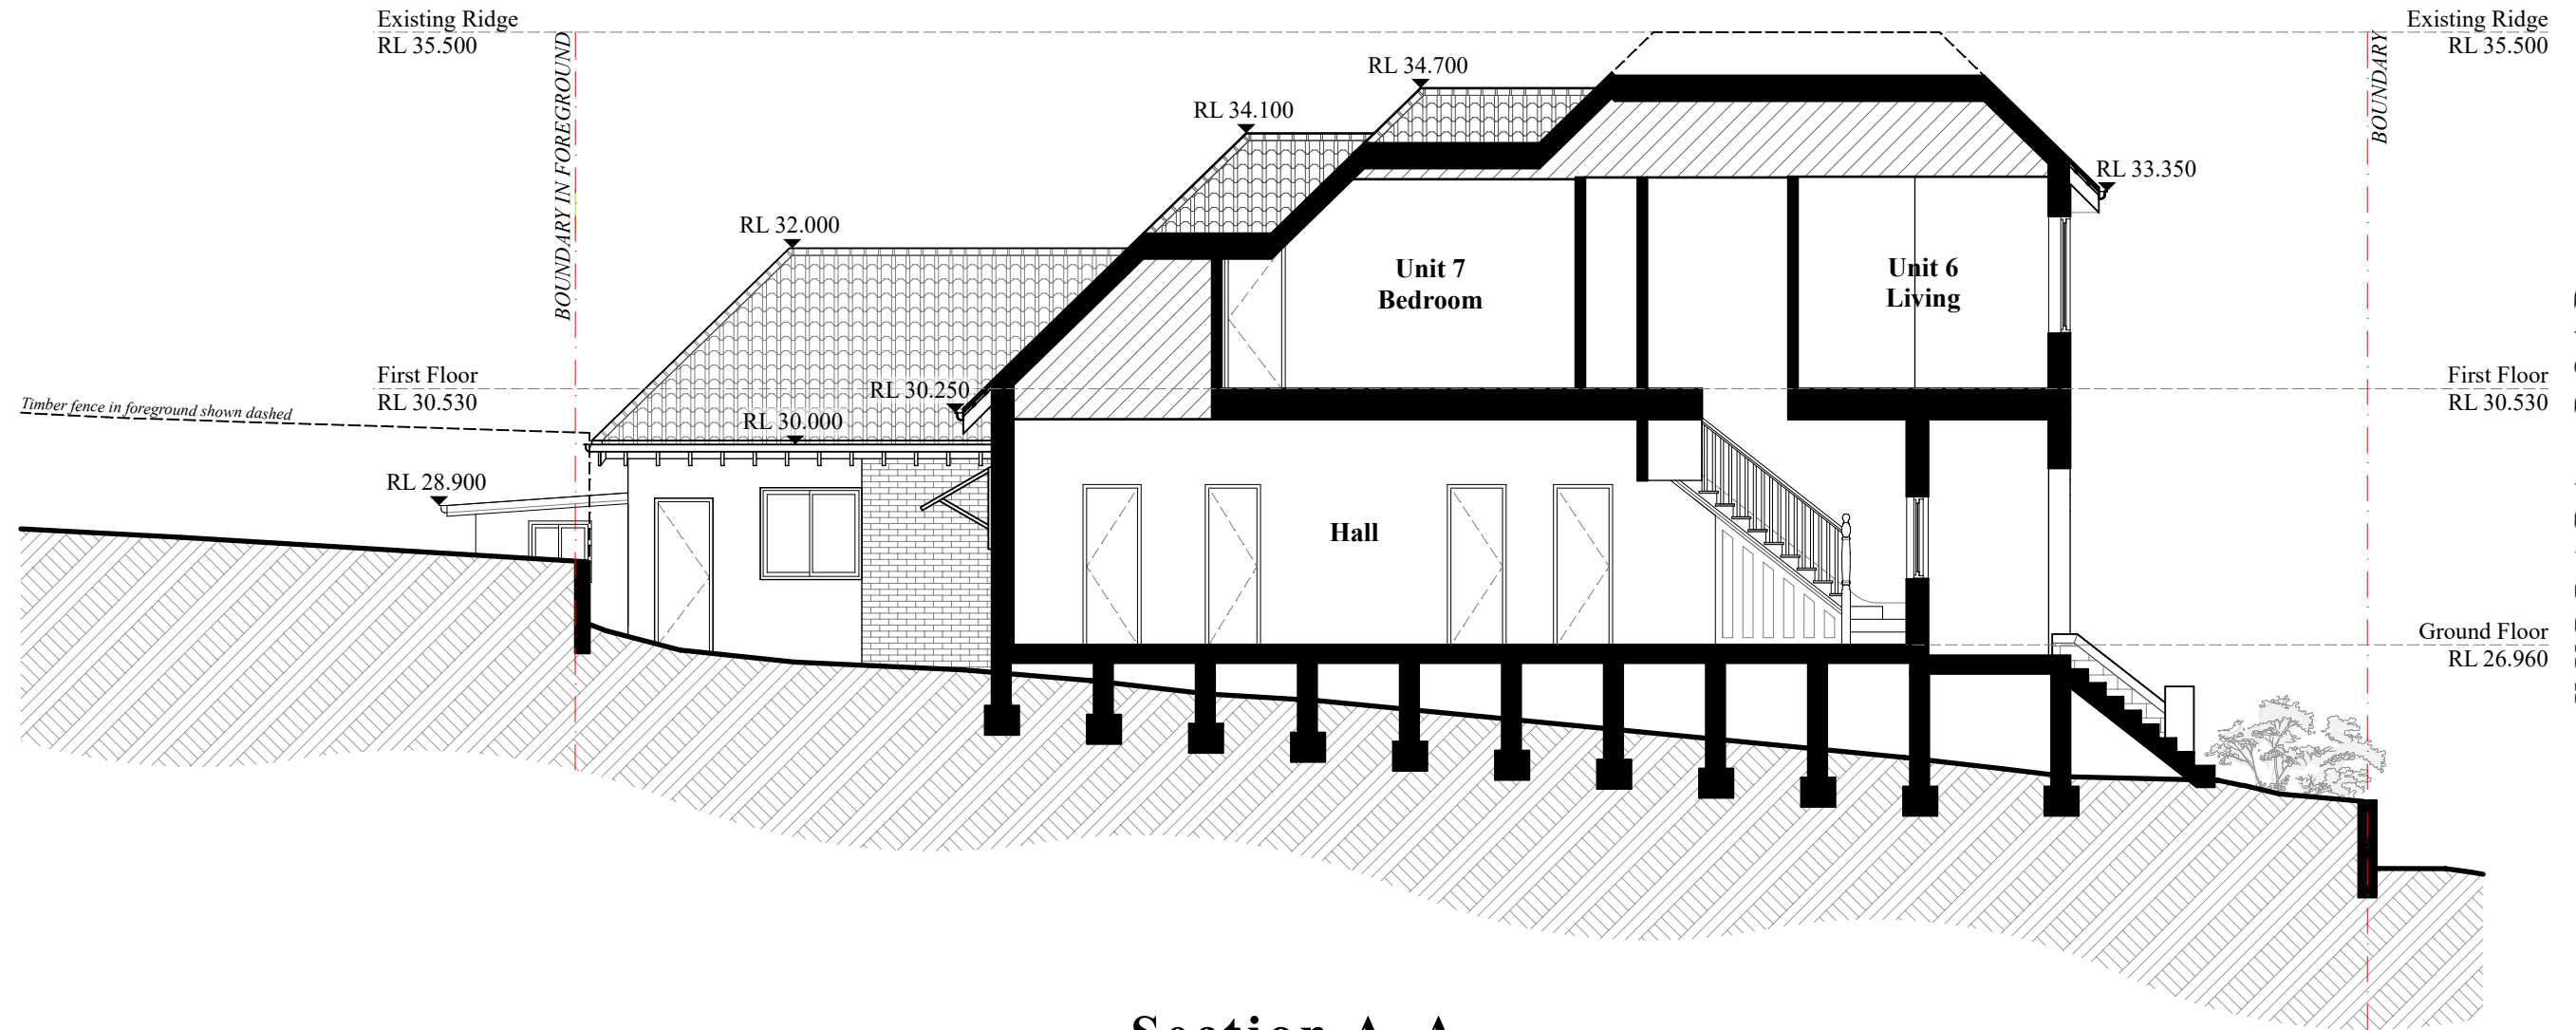 Existing Ridge
RL 35.500
Existing Ridge
RL 35.500
BOUNDARY IN FOREGROUND
BOUNDARY
RL 34.700
RL 34.100
RL 33.350
RL 32.000
Unit 7
Bedroom
Unit 6
Living
First Floor
RL 30.530
First Floor
RL 30.530
RL 30.250
Timber fence in foreground shown dashed
RL 30.000
RL 28.900
Hall
Ground Floor
RL 26.960
Section A-A